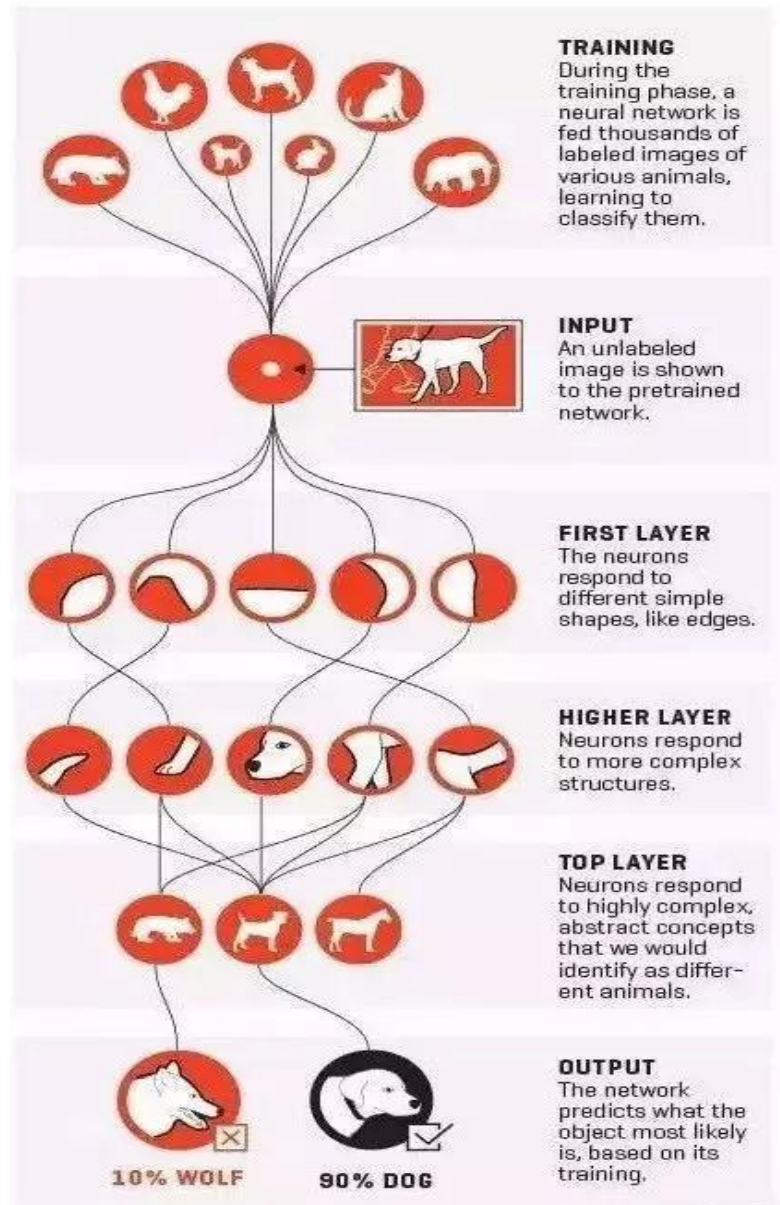 TRAINING
During the
training phase, a
neural network is
fed thousands of
labeled images of
various animals,
learning to
classify them.
INPUT
An unlabeled
image is shown
to the pretrained
network.
FIRST LAYER
The neurons
respond to
different simple
shapes, like edges.
HIGHER LAYER
Neurons respond
to more complex
structures.
TOP LAYER
Neurons respond
to highly complex,
abstract concepts
that we would
identify as differ-
ent animals.
OUTPUT
The network
predicts what the
object most likely
is, based on its
training.
10% WOLF
90% DOG